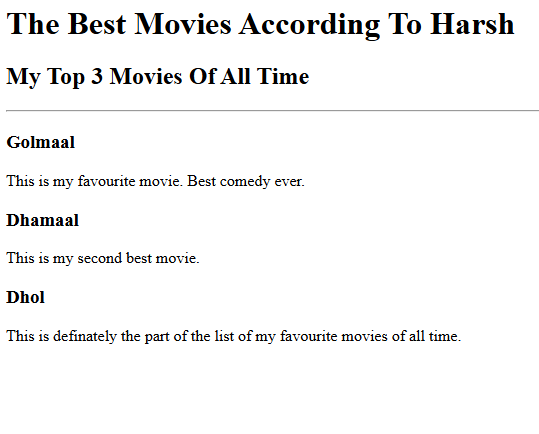 The Best Movies According To Harsh
My Top 3 Movies Of All Time
Golmaal
This is my favourite movie. Best comedy ever.
Dhamaal
This is my second best movie.
Dhol
This is definately the part of the list of my favourite movies of all time.